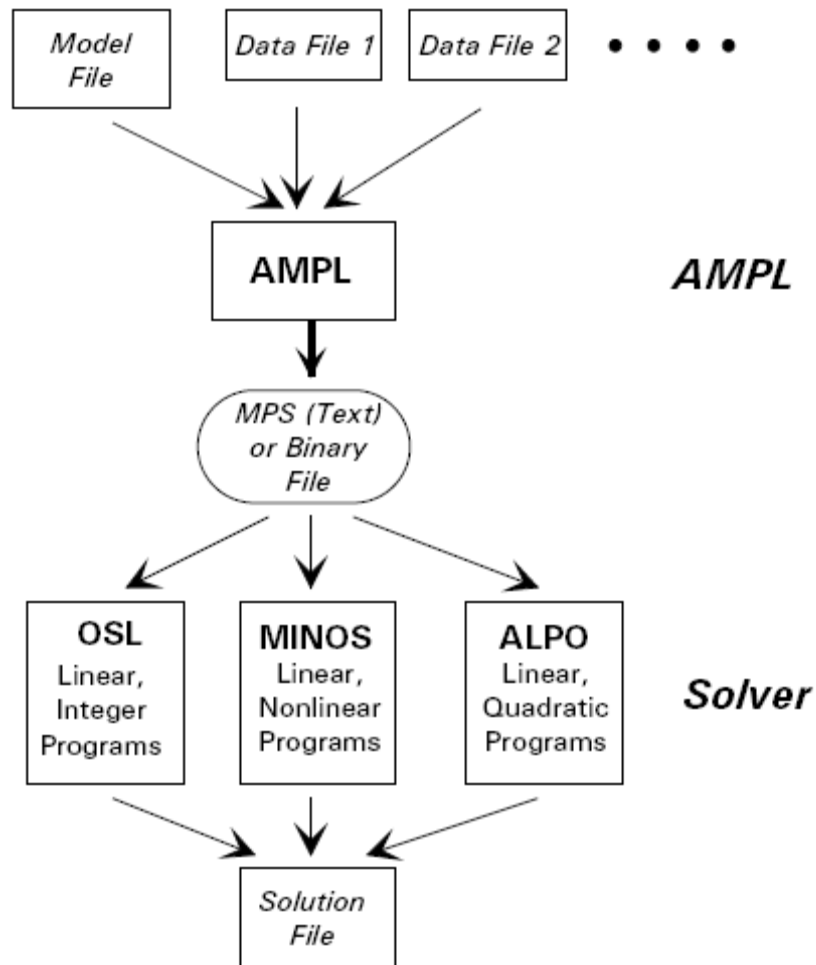 Model
File
Data File 1
Data File 2
AMPL
AMPL
MPS (Text)
or Binary
File
OSL
Linear,
Integer
Programs
MINOS
Linear,
Nonlinear
Programs
ALPO
Linear,
Quadratic
Programs
Solver
Solution
File